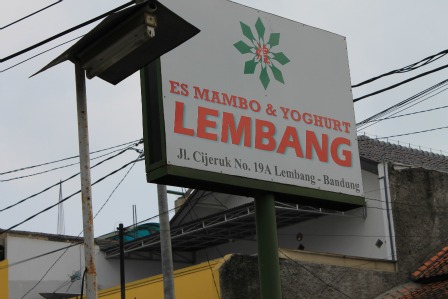 ES MAMBO & YOGHURT
LEMBANG
Jl. Cijeruk No. 19A Lembang - Bandung